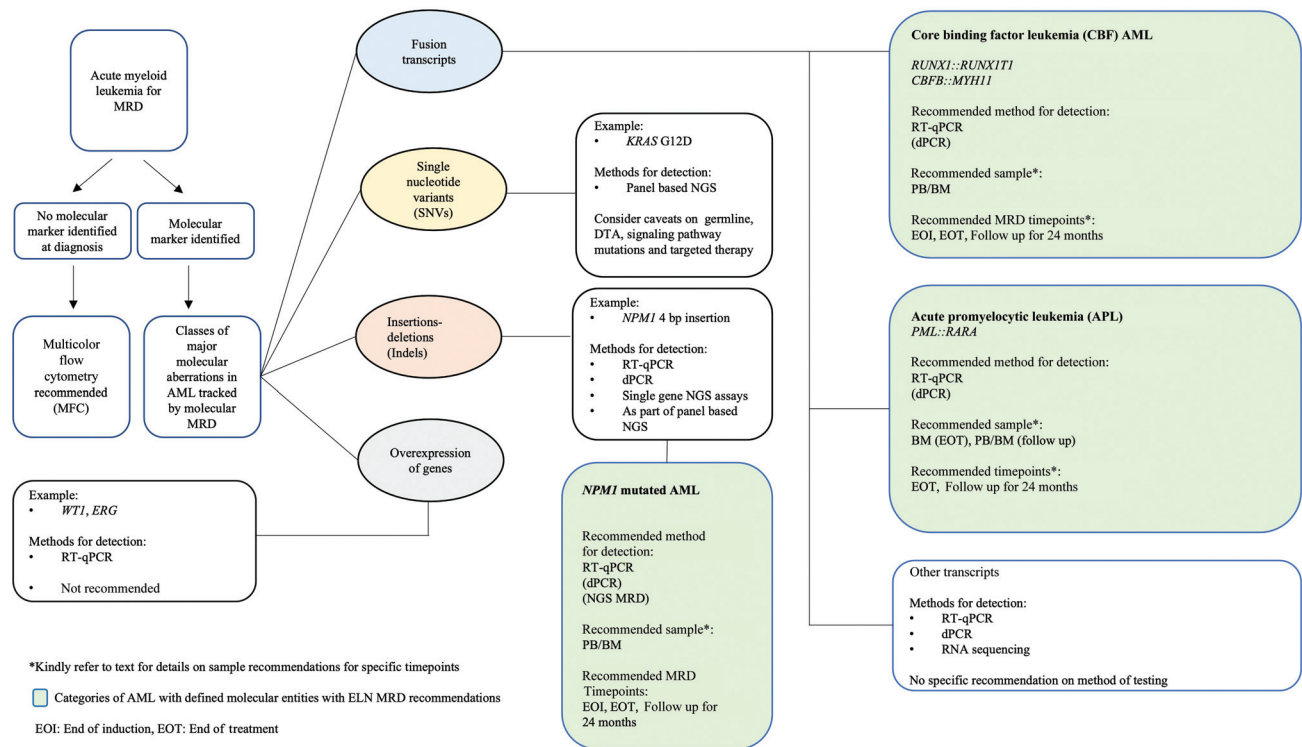 Acute myeloid
leukemia for
MRD
No molecular
marker identified
at diagnosis
Molecular
marker identified
Multicolor
flow
cytometry
recommended
(MFC)
Classes of
major
molecular
aberrations in
AML tracked
by molecular
MRD
Fusion
transcripts
Single
nucleotide
variants
(SNVs)
Insertions-
deletions
(Indels)
Overexpression
of genes
Example:
• WT1, ERG
Methods for detection:
• RT-qPCR
• Not recommended
Example:
• KRAS G12D
Methods for detection:
• Panel based NGS
Consider caveats on germline,
DTA, signaling pathway
mutations and targeted therapy
Example:
• NPM1 4 bp insertion
Methods for detection:
• RT-qPCR
• dPCR
• Single gene NGS assays
• As part of panel based
NGS
NPM1 mutated AML
Recommended method
for detection:
RT-qPCR
(dPCR)
(NGS MRD)
Recommended sample*:
PB/BM
Recommended MRD
Timepoints:
EOI, EOT, Follow up for
24 months
Core binding factor leukemia (CBF) AML
RUNX1::RUNX1T1
CBFB::MYH11
Recommended method for detection:
RT-qPCR
(dPCR)
Recommended sample*:
PB/BM
Recommended MRD timepoints*:
EOI, EOT, Follow up for 24 months
Acute promyelocytic leukemia (APL)
PML::RARA
Recommended method for detection:
RT-qPCR
(dPCR)
Recommended sample*:
BM (EOT), PB/BM (follow up)
Recommended timepoints*:
EOT, Follow up for 24 months
Other transcripts
Methods for detection:
• RT-qPCR
• dPCR
• RNA sequencing
No specific recommendation on method of testing
*Kindly refer to text for details on sample recommendations for specific timepoints
Categories of AML with defined molecular entities with ELN MRD recommendations
EOI: End of induction, EOT: End of treatment